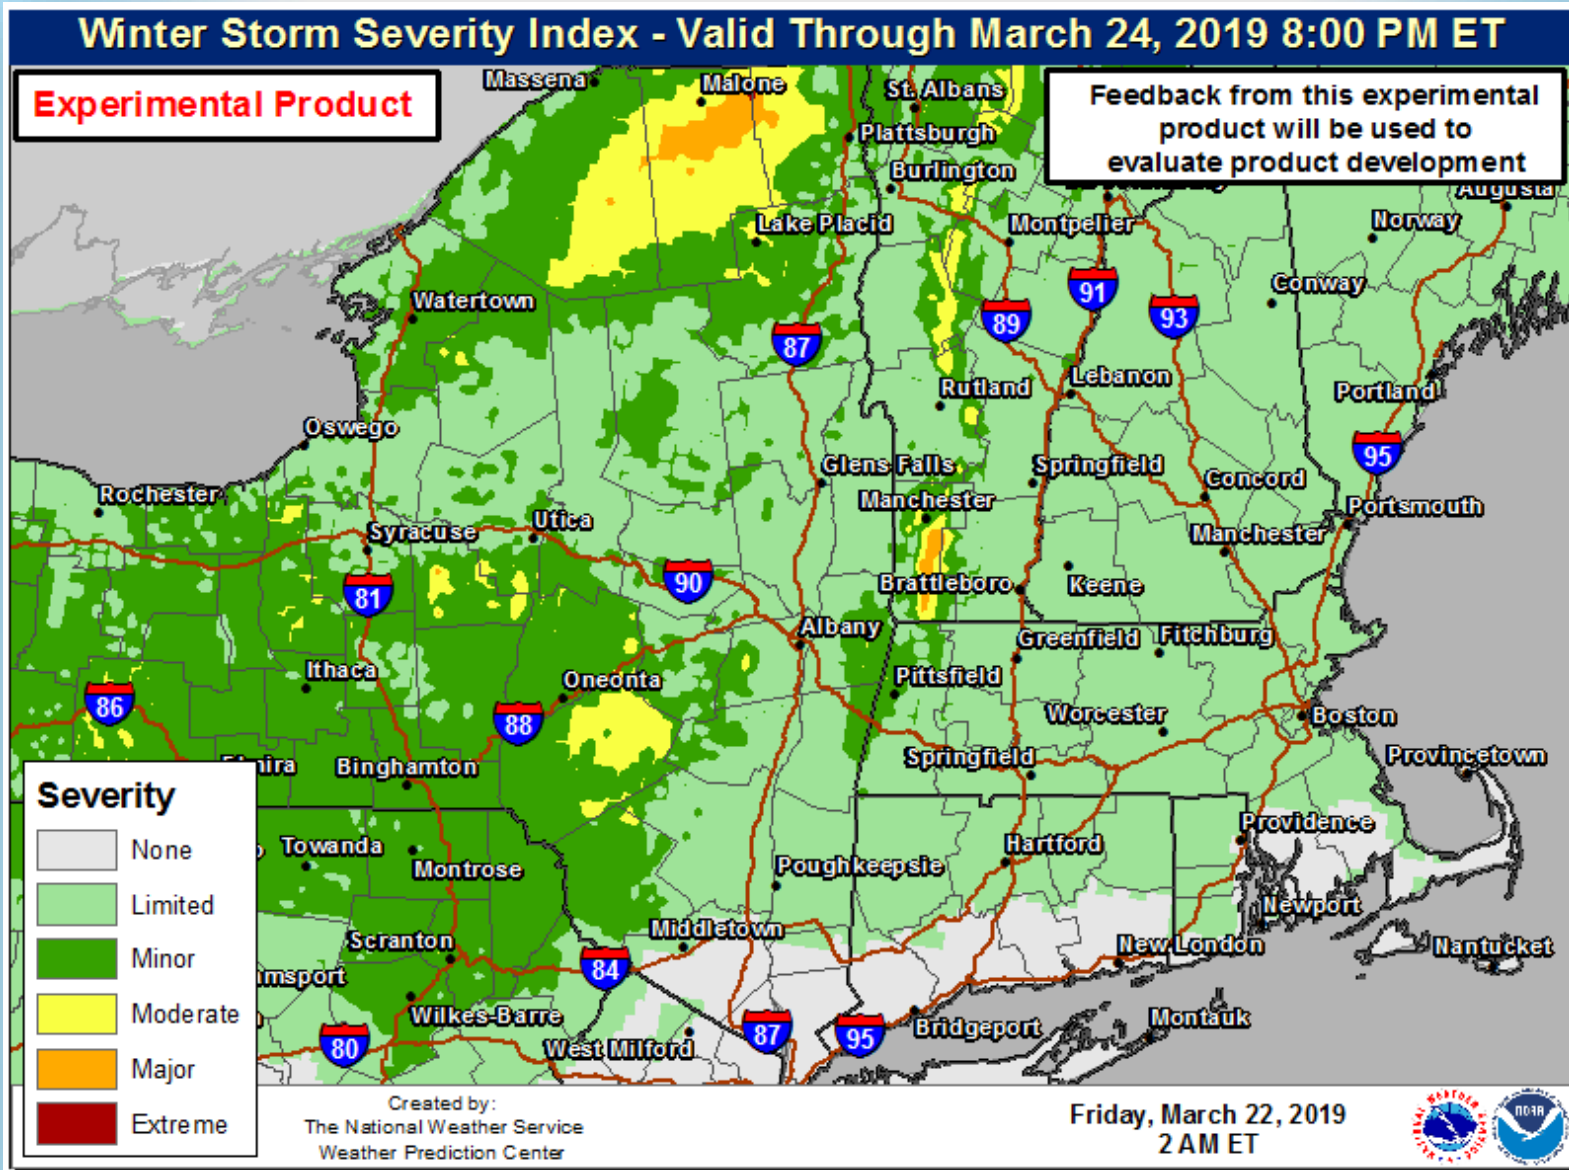 Winter Storm Severity Index - Valid Through March 24, 2019 8:00 PM ET
Experimental Product
Feedback from this experimental
product will be used to
evaluate product development
Massena
Malone
St. Albans
Plattsburgh
Burlington
Augusta
Lake Placid
Montpelier
Norway
Watertown
91
Conway
89
93
87
Rutland
Lebanon
Portland
Oswego
95
Glens Falls
Springfield
Concord
Rochester
Manchester
Portsmouth
Syracuse
Utica
Manchester
81
90
Brattleboro
Keene
Albany
Greenfield
Fitchburg
Ithaca
Oneonta
Pittsfield
86
88
Worcester
Boston
Binghamton
Springfield
Provincetown
Severity
None
Limited
Minor
Moderate
Major
Extreme
Towanda
Montrose
Poughkeepsie
Hartford
Providence
Scranton
Middletown
Newport
84
New London
Nantucket
Wilkes-Barre
80
West Milford
87
95
Bridgeport
Montauk
Created by:
The National Weather Service
Weather Prediction Center
Friday, March 22, 2019
2 AM ET
NOAA